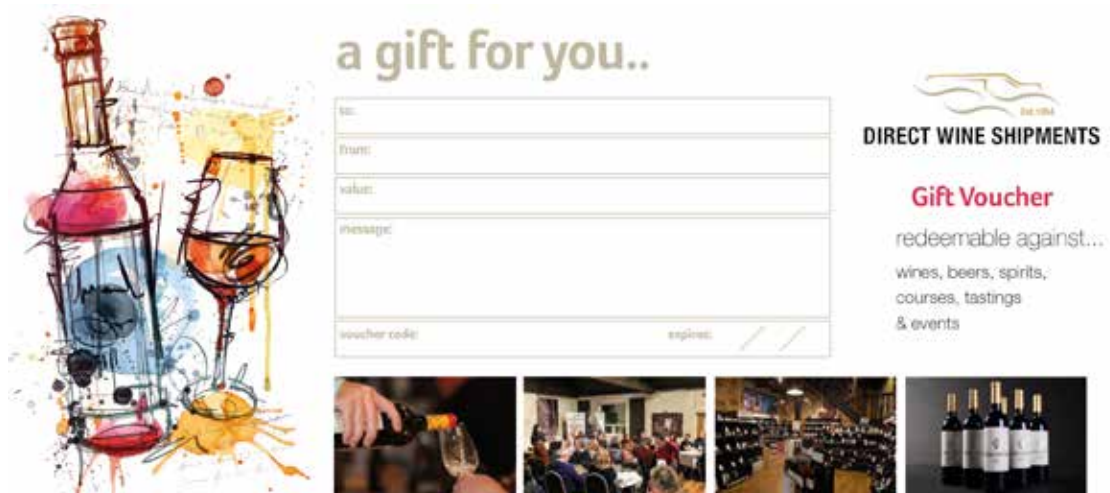 a gift for you..
to:
from:
value:
message:
voucher code:
expires: / /
Est 1954
DIRECT WINE SHIPMENTS
Gift Voucher
redeemable against...
wines, beers, spirits,
courses, tastings
& events